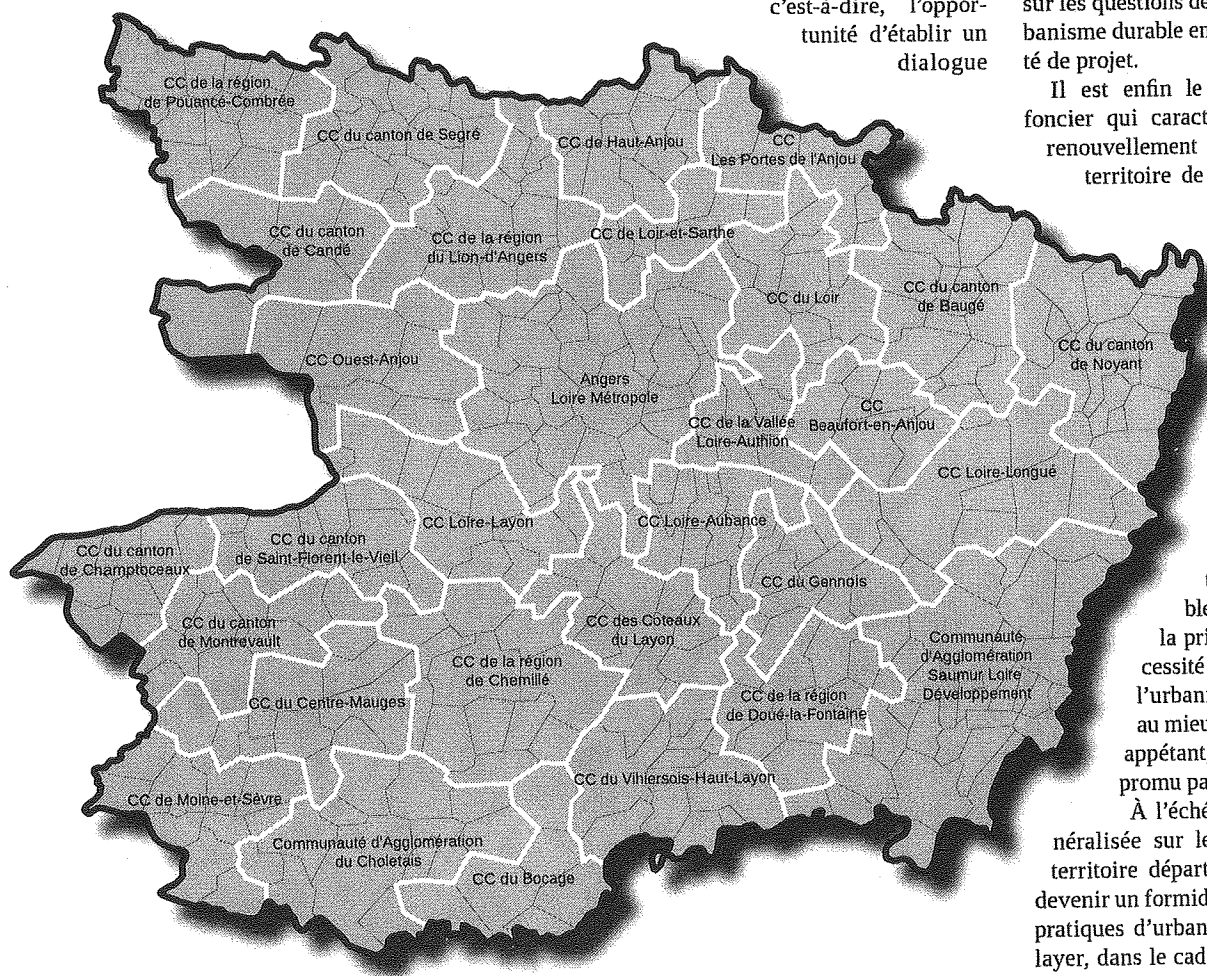 c'est-à-dire, l'oppor-
tunité d'établir un
dialogue
sur les questions de
banisme durable en
té de projet.
Il est enfin le
foncier qui caract
renouvellement
territoire de
CC de la région
de Pouancé-Combrée
CC du canton de Segré
CC de Haut-Anjou
CC
Les Portes de l'Anjou
CC du canton
de Candé
CC de la région
du Lion-d'Angers
CC de Loir-et-Sarthe
CC du Loir
CC du canton
de Baugé
CC du canton
de Noyant
CC Ouest-Anjou
Angers
Loire Métropole
CC de la Vallée
Loire-Authion
CC
Beaufort-en-Anjou
CC Loire-Longué
CC du canton
de Champtoceaux
CC du canton
de Saint-Florent-le-Vieil
CC Loire-Layon
CC Loire-Aubance
CC du Gennois
CC du canton
de Montrevault
CC des Coteaux
du Layon
Communauté
d'Agglomération
Saumur Loire
Développement
CC de la région
de Chemillé
CC du Centre-Mauges
CC de la région
de Doué-la-Fontaine
CC du Vihiersois-Haut-Layon
CC de Moine-et-Sèvre
Communauté d'Agglomération
du Choletais
CC du Bocage
ble
la pri
cessité
l'urbani
au mieu
appétant,
promu pa
À l'éche
néralisée sur le
territoire départ
devenir un formid
pratiques d'urban
layer, dans le cad